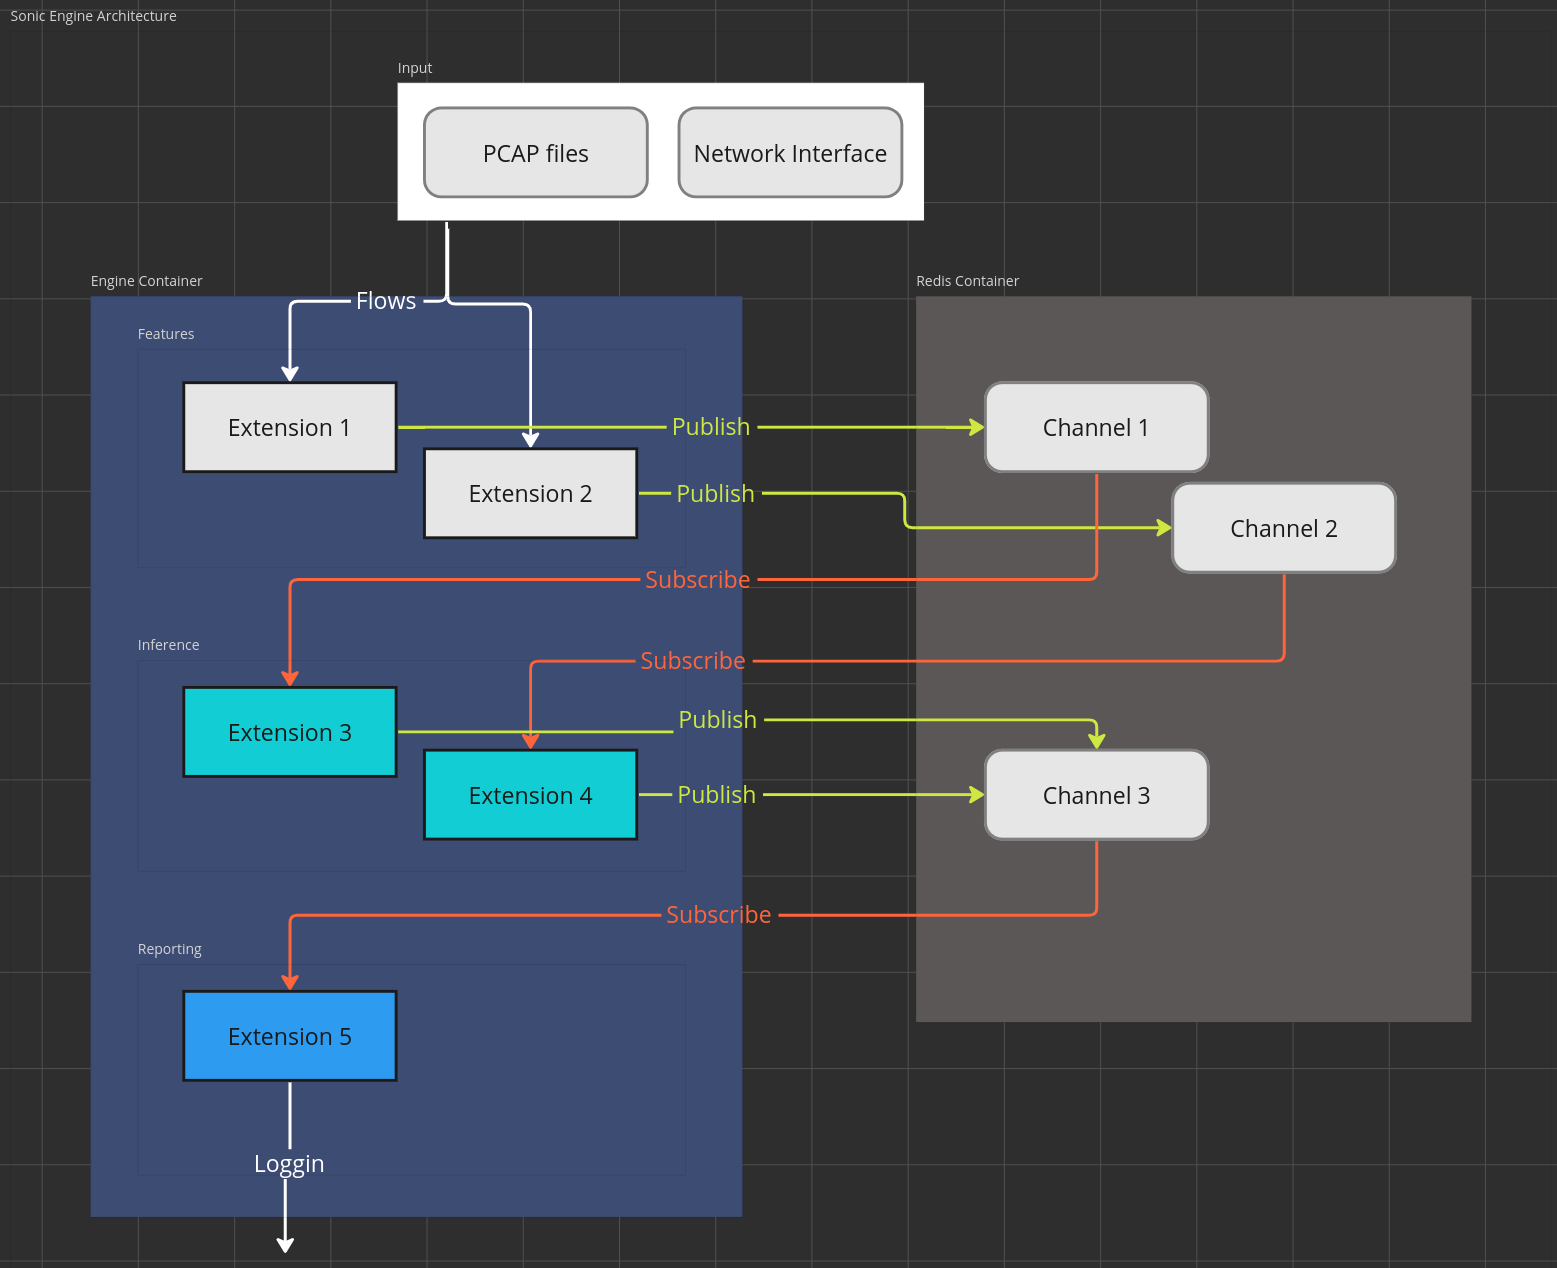 Sonic Engine Architecture
Input
PCAP files
Network Interface
Engine Container
Redis Container
Flows
Features
Extension 1
Publish
Channel 1
Extension 2
Publish
Channel 2
Subscribe
Inference
Subscribe
Extension 3
Publish
Extension 4
Publish
Channel 3
Subscribe
Reporting
Extension 5
Loggin